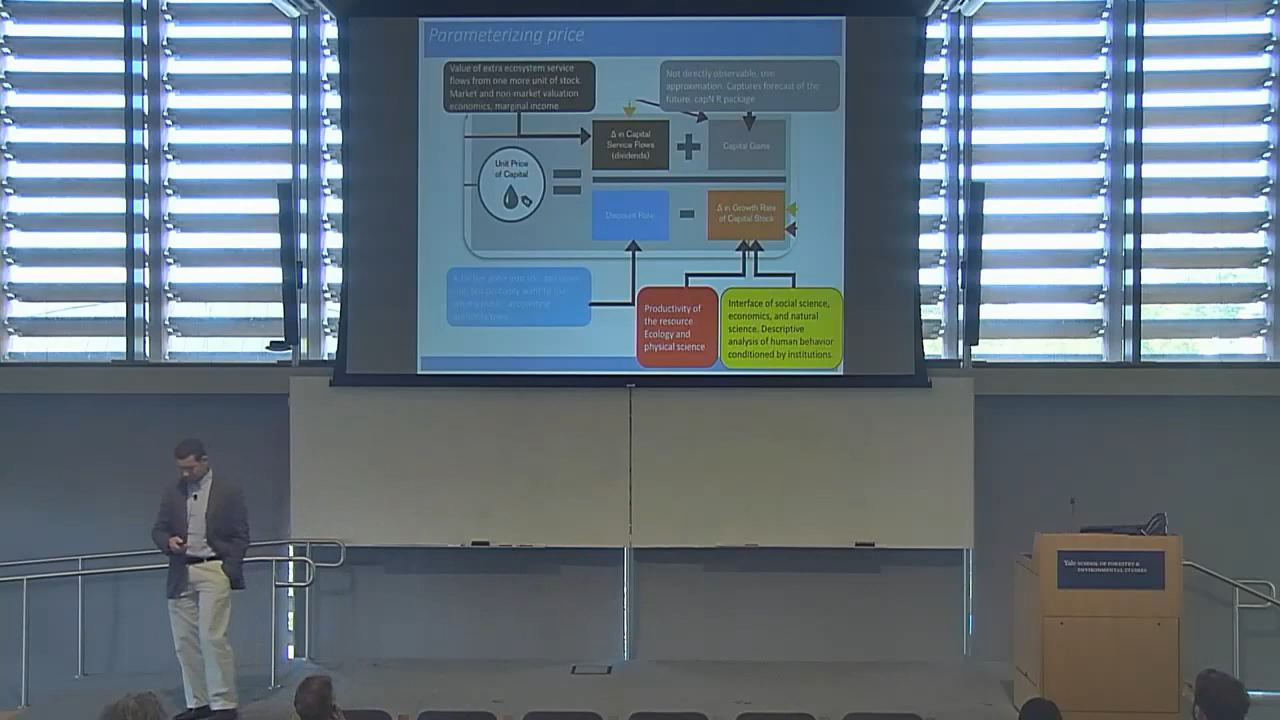 Parameterizing price
Value of extra ecosystem service
flows from one more unit of stock.
Market and non-market valuation
economics, marginal income.
Not directly observable, use
approximation. Captures forecast of the
future. capN R package
Unit Price
of Capital
Δ in Capital
Service Flows
(dividends)
Capital Gains
Discount Rate
Δ in Growth Rate
of Capital Stock
Productivity of
the resource
Ecology and
physical science
Interface of social science,
economics, and natural
science. Descriptive
analysis of human behavior
conditioned by institutions.
Yale SCHOOL OF FORESTRY &
ENVIRONMENTAL STUDIES